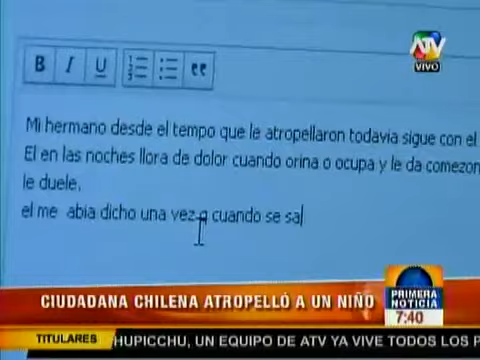 ATV
VIVO
B I U
Mi hermano desde el tempo que le atropellaron todavia sigue con el
El en las noches llora de dolor cuando orina o ocupa y le da comezon
le duele,
el me abia dicho una vez q cuando se sa
CIUDADANA CHILENA ATROPELLÓ A UN NIÑO
PRIMERA
NOTICIA
7:40
TITULARES HUPICCHU, UN EQUIPO DE ATV YA VIVE TODOS LOS P